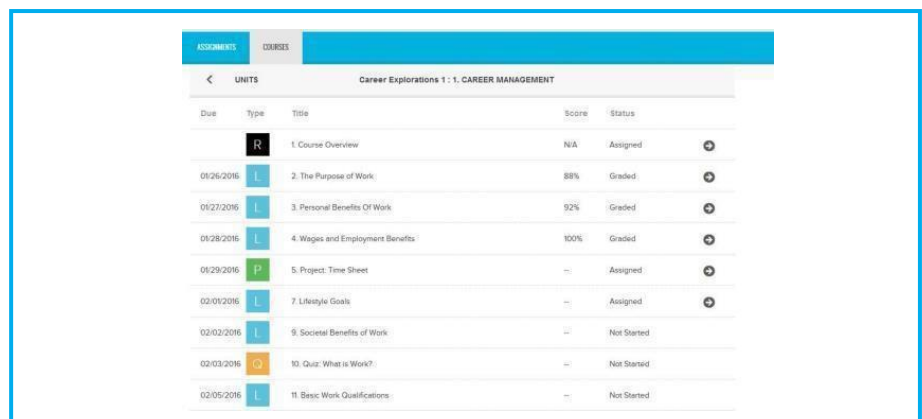 ASSIGNMENTS COURSES
UNITS Career Explorations 1 : 1. CAREER MANAGEMENT
Due Type Title Score Status
R 1. Course Overview N/A Assigned
01/26/2016 L 2. The Purpose of Work 88% Graded
01/27/2016 L 3. Personal Benefits Of Work 92% Graded
01/28/2016 L 4. Wages and Employment Benefits 100% Graded
01/29/2016 P 5. Project: Time Sheet -- Assigned
02/01/2016 L 7. Lifestyle Goals -- Assigned
02/02/2016 L 9. Societal Benefits of Work -- Not Started
02/03/2016 Q 10. Quiz: What is Work? -- Not Started
02/05/2016 L 11. Basic Work Qualifications -- Not Started